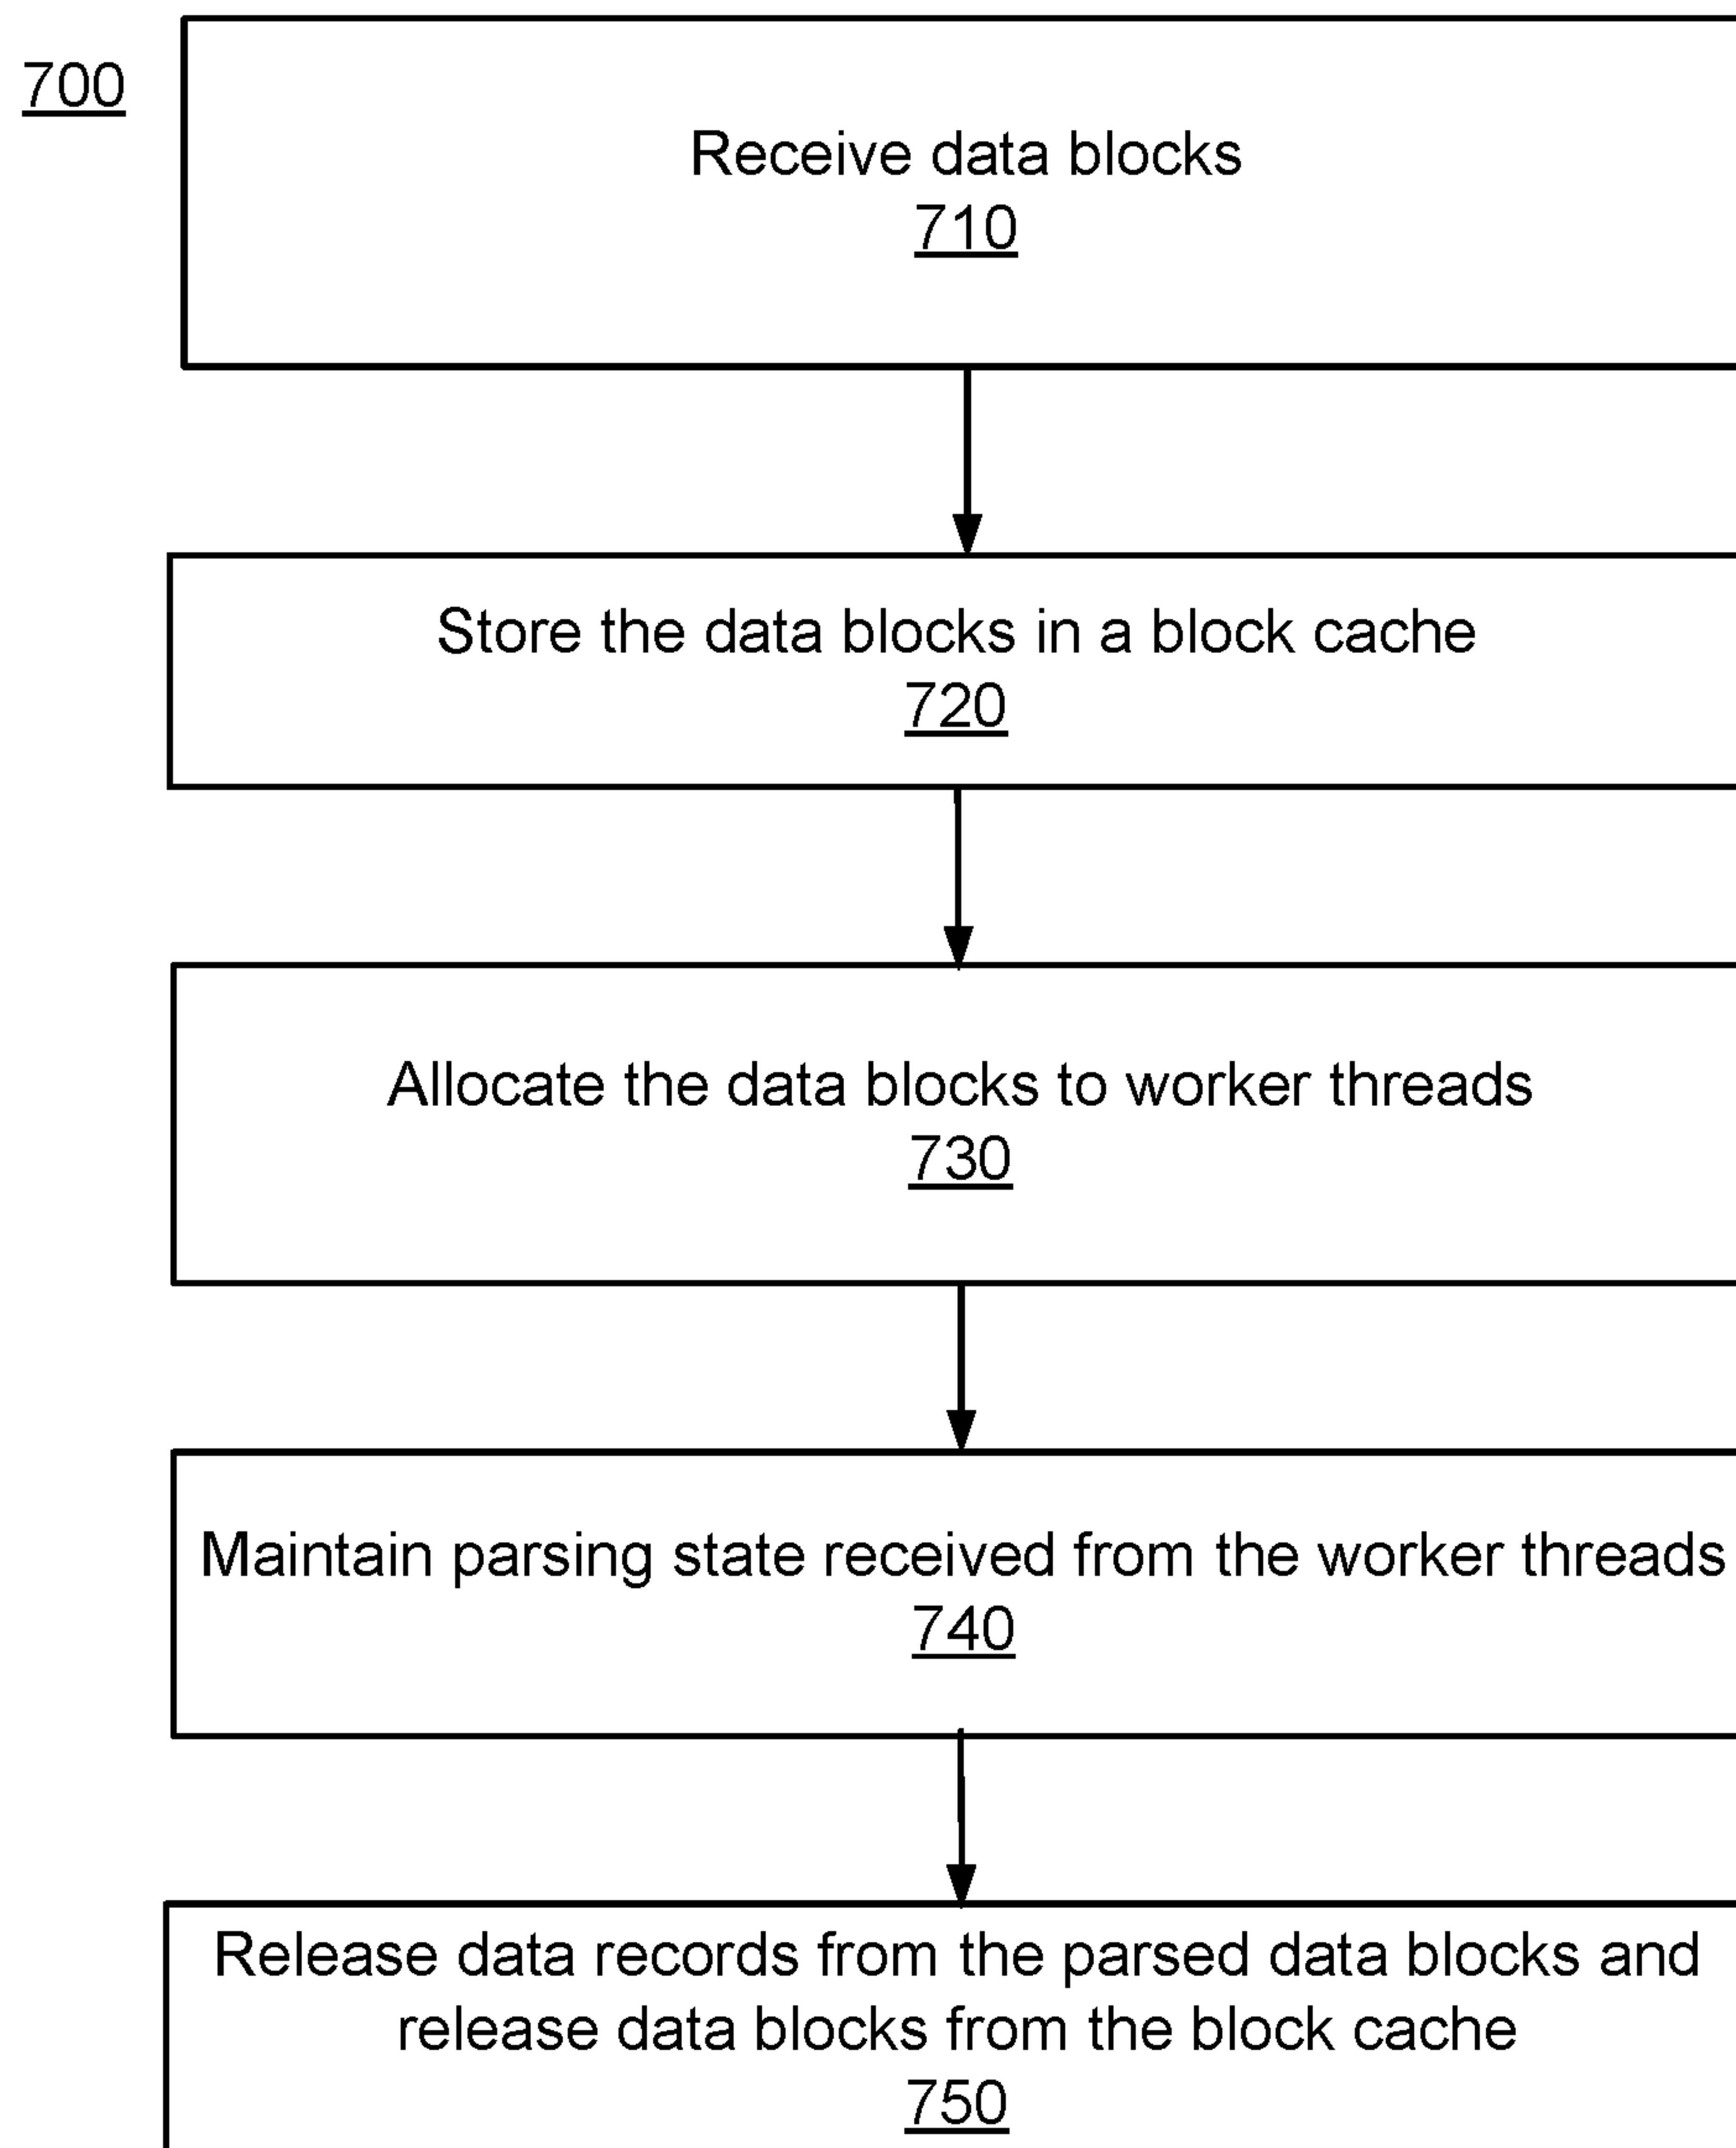 700
Receive data blocks
710
Store the data blocks in a block cache
720
Allocate the data blocks to worker threads
730
Maintain parsing state received from the worker threads
740
Release data records from the parsed data blocks and
release data blocks from the block cache
750